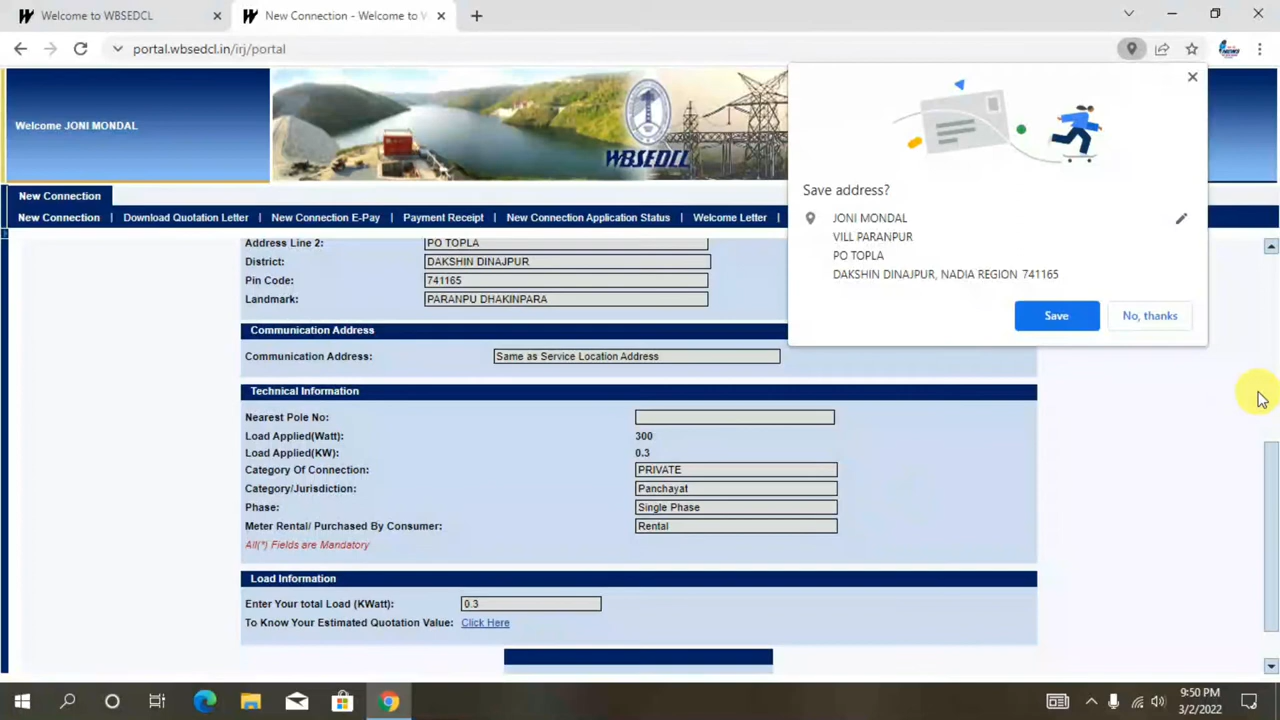 Welcome to WBSEDCL
New Connection - Welcome to W
portal.wbsedcl.in/irj/portal
Welcome JONI MONDAL
WBSEDCL
New Connection
New Connection | Download Quotation Letter | New Connection E-Pay | Payment Receipt | New Connection Application Status | Welcome Letter |
Save address?
JONI MONDAL
VILL PARANPUR
PO TOPLA
DAKSHIN DINAJPUR, NADIA REGION 741165
Save No, thanks
Address Line 2: PO TOPLA
District: DAKSHIN DINAJPUR
Pin Code: 741165
Landmark: PARANPU DHAKINPARA
Communication Address
Communication Address: Same as Service Location Address
Technical Information
Nearest Pole No:
Load Applied(Watt): 300
Load Applied(KW): 0.3
Category Of Connection: PRIVATE
Category/Jurisdiction: Panchayat
Phase: Single Phase
Meter Rental/ Purchased By Consumer: Rental
All(*) Fields are Mandatory
Load Information
Enter Your total Load (KWatt): 0.3
To Know Your Estimated Quotation Value: Click Here
9:50 PM
3/2/2022